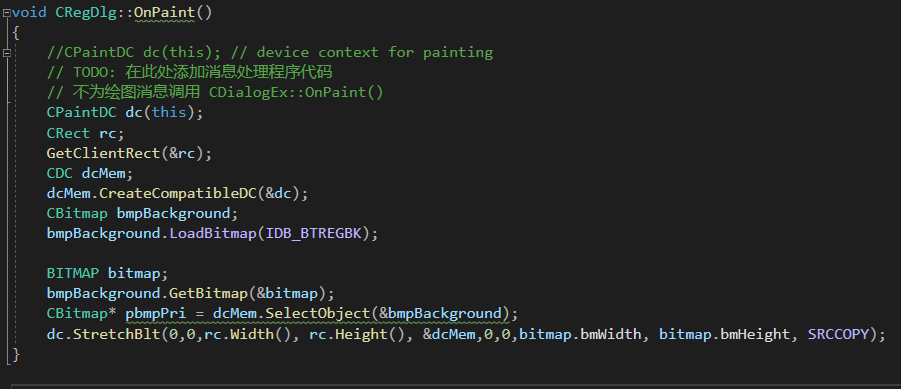 void CRegDlg::OnPaint()
{
//CPaintDC dc(this); // device context for painting
// TODO: 在此处添加消息处理程序代码
// 不为绘图消息调用 CDialogEx::OnPaint()
CPaintDC dc(this);
CRect rc;
GetClientRect(&rc);
CDC dcMem;
dcMem.CreateCompatibleDC(&dc);
CBitmap bmpBackground;
bmpBackground.LoadBitmap(IDB_BTREGBK);
BITMAP bitmap;
bmpBackground.GetBitmap(&bitmap);
CBitmap* pbmpPri = dcMem.SelectObject(&bmpBackground);
dc.StretchBlt(0,0,rc.Width(), rc.Height(), &dcMem,0,0,bitmap.bmWidth, bitmap.bmHeight, SRCCOPY);
}